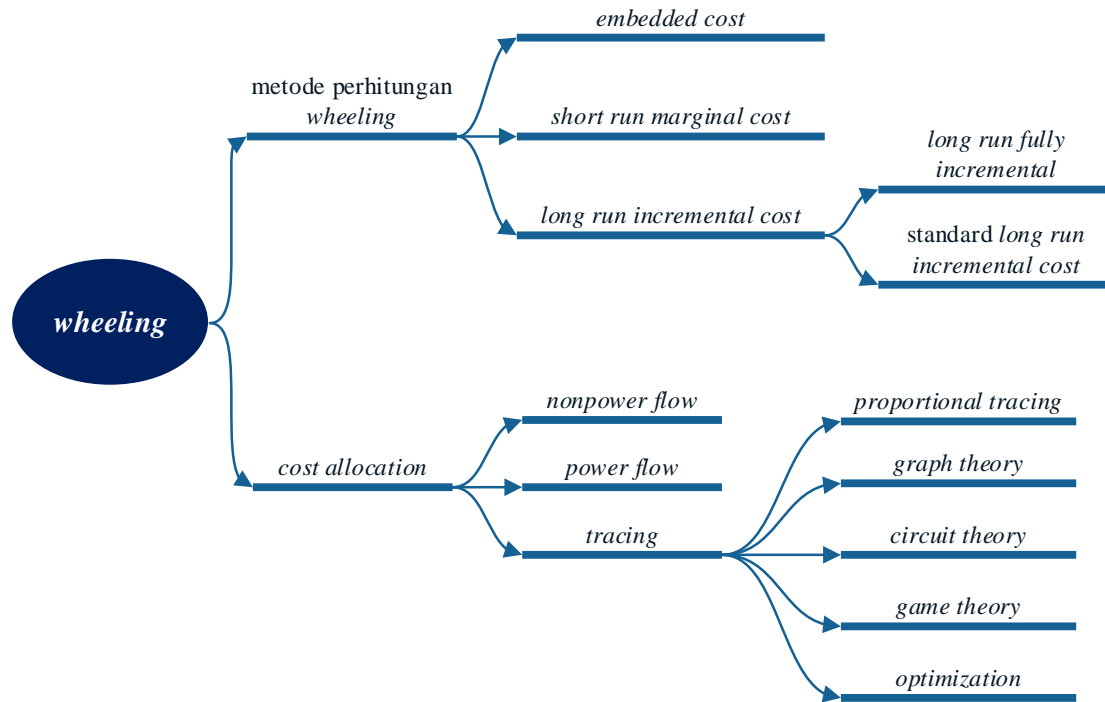 wheeling
metode perhitungan
wheeling
embedded cost
short run marginal cost
long run incremental cost
long run fully
incremental
standard long run
incremental cost
cost allocation
nonpower flow
power flow
tracing
proportional tracing
graph theory
circuit theory
game theory
optimization